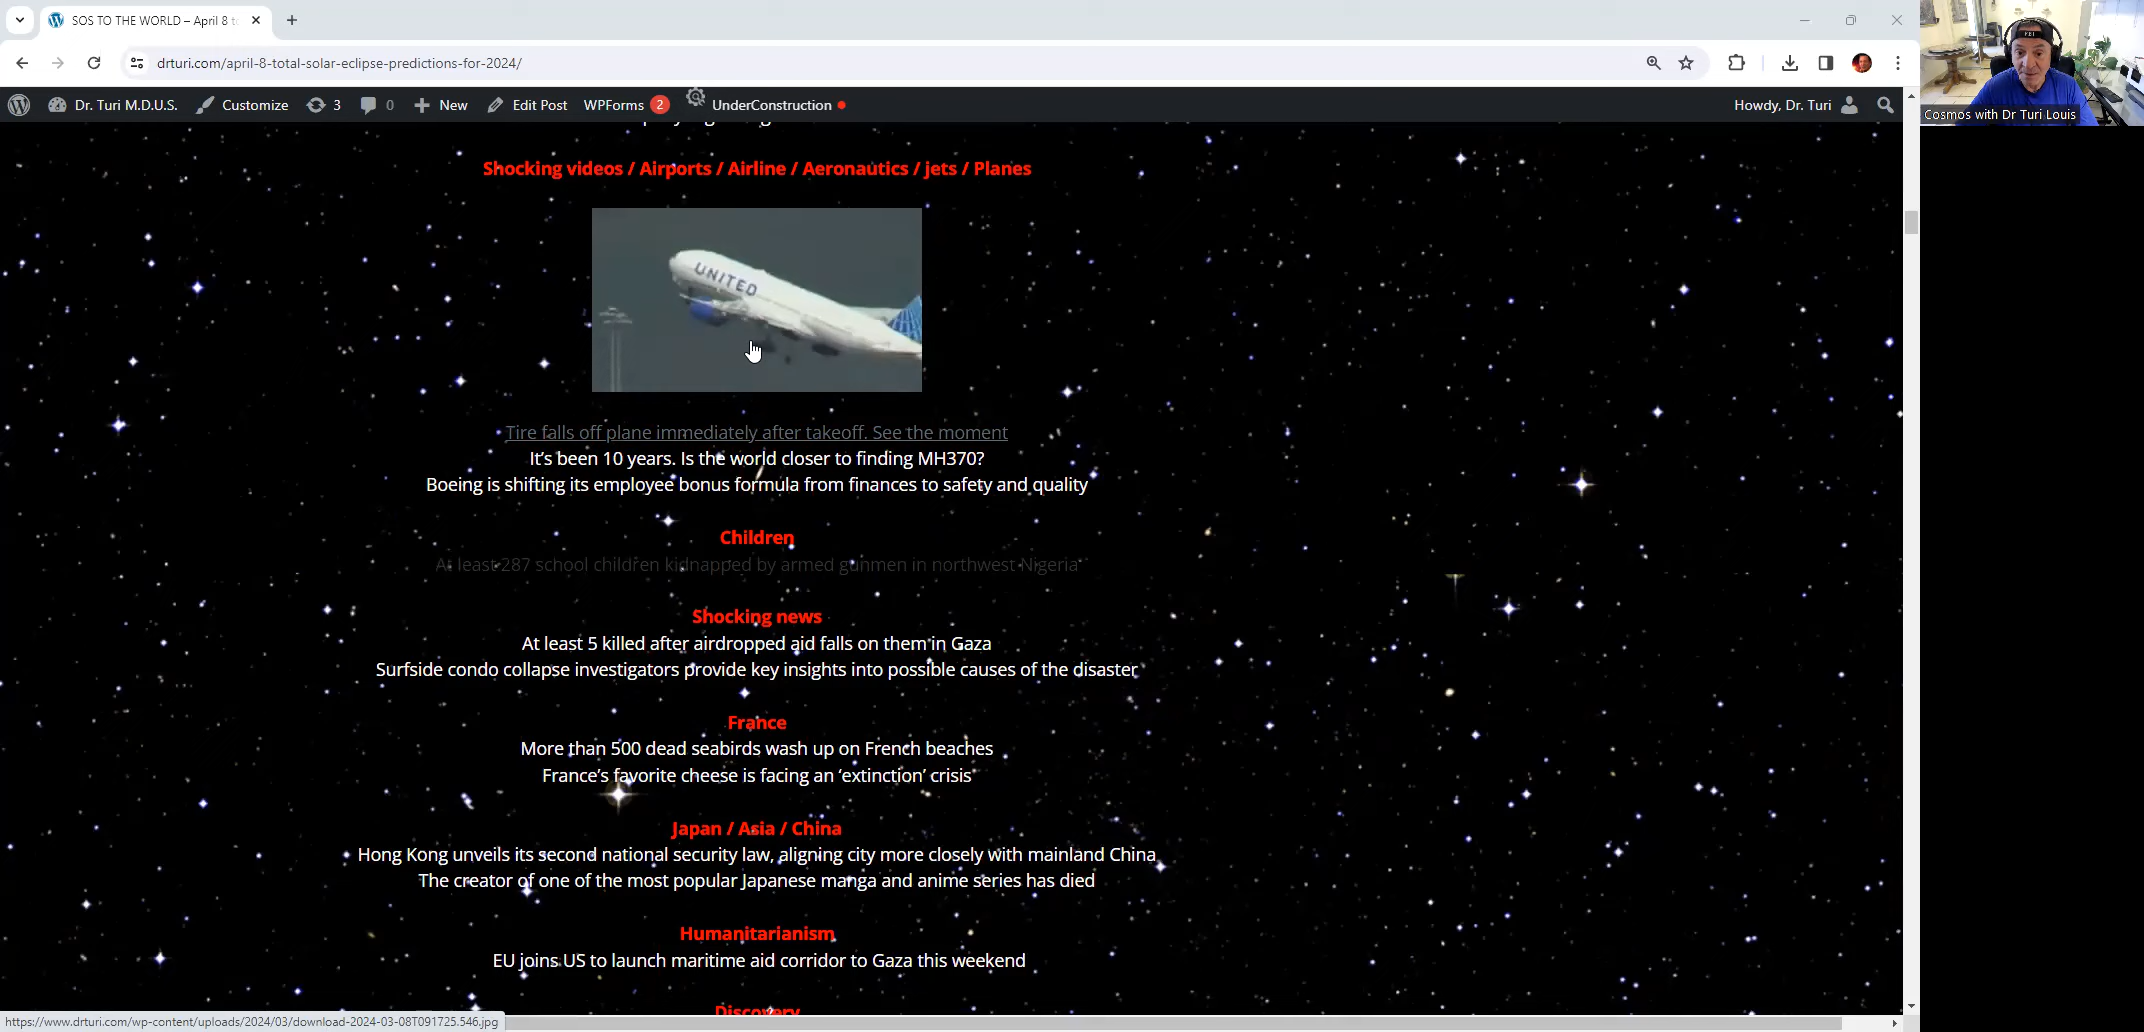 SOS TO THE WORLD – April 8 t
drturi.com/april-8-total-solar-eclipse-predictions-for-2024/
Dr. Turi M.D.U.S. Customize 3 0 New Edit Post WPForms 2 UnderConstruction Howdy, Dr. Turi
FBI
Cosmos with Dr Turi Louis
Shocking videos / Airports / Airline / Aeronautics / jets / Planes
UNITED
Tire falls off plane immediately after takeoff. See the moment
It’s been 10 years. Is the world closer to finding MH370?
Boeing is shifting its employee bonus formula from finances to safety and quality
Children
At least 287 school children kidnapped by armed gunmen in northwest Nigeria
Shocking news
At least 5 killed after airdropped aid falls on them in Gaza
Surfside condo collapse investigators provide key insights into possible causes of the disaster
France
More than 500 dead seabirds wash up on French beaches
France’s favorite cheese is facing an ‘extinction’ crisis
Japan / Asia / China
Hong Kong unveils its second national security law, aligning city more closely with mainland China
The creator of one of the most popular Japanese manga and anime series has died
Humanitarianism
EU joins US to launch maritime aid corridor to Gaza this weekend
Discovery
https://www.drturi.com/wp-content/uploads/2024/03/download-2024-03-08T091725.546.jpg